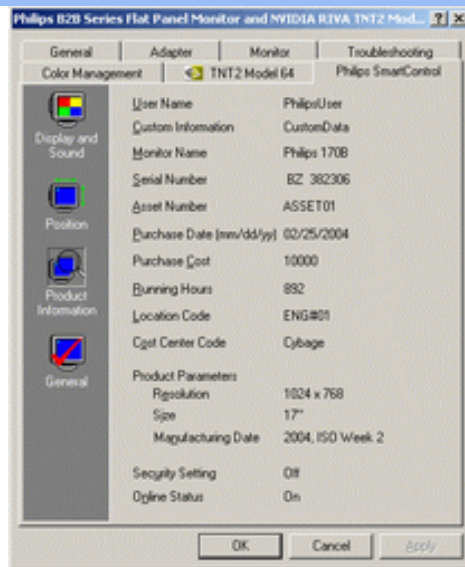 Philips B2B Series Flat Panel Monitor and NVIDIA RIVA TNT2 Mod... ? X
General Adapter Monitor Troubleshooting
Color Management TNT2 Model 64 Philips SmartControl
Display and Sound
Position
Product Information
General
User Name PhilipsUser
Custom Information CustomData
Monitor Name Philips 170B
Serial Number BZ 382306
Asset Number ASSET01
Purchase Date (mm/dd/yy) 02/25/2004
Purchase Cost 10000
Running Hours 892
Location Code ENG#01
Cost Center Code Cybage
Product Parameters
Resolution 1024 x 768
Size 17"
Manufacturing Date 2004, ISO Week 2
Security Setting Off
Online Status On
OK Cancel Apply